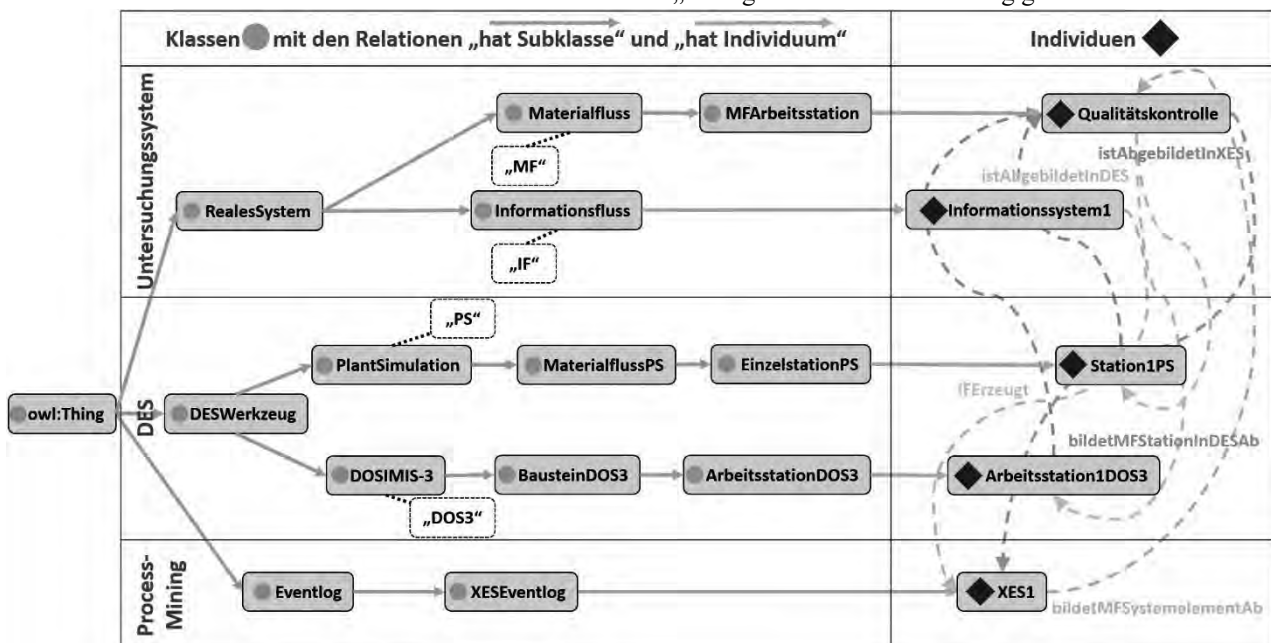 Klassen mit den Relationen „hat Subklasse“ und „hat Individuum“
Individuen
Untersuchungssystem
Materialfluss
MFArbeitsstation
Qualitätskontrolle
„MF“
istAbgebildetInXES
istAbgebildetInDES
RealesSystem
Informationsfluss
Informationssystem1
„IF“
DES
„PS“
PlantSimulation
MaterialflussPS
EinzelstationPS
Station1PS
IFErzeugt
owl:Thing
DESWerkzeug
bildetMFStationInDESAb
DOSIMIS-3
BausteinDOS3
ArbeitsstationDOS3
Arbeitsstation1DOS3
„DOS3“
Process-
Mining
Eventlog
XESEventlog
XES1
bildetMFSystemelementAb